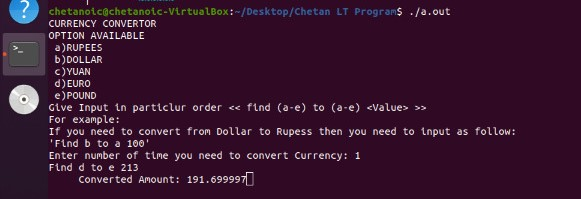 chetanoic@chetanoic-VirtualBox:~/Desktop/Chetan LT Program$ ./a.out
CURRENCY CONVERTOR
OPTION AVAILABLE
a)RUPEES
b)DOLLAR
c)YUAN
d)EURO
e)POUND
Give Input in particlur order << find (a-e) to (a-e) <Value> >>
For example:
If you need to convert from Dollar to Rupess then you need to input as follow:
'Find b to a 100'
Enter number of time you need to convert Currency: 1
Find d to e 213
Converted Amount: 191.699997